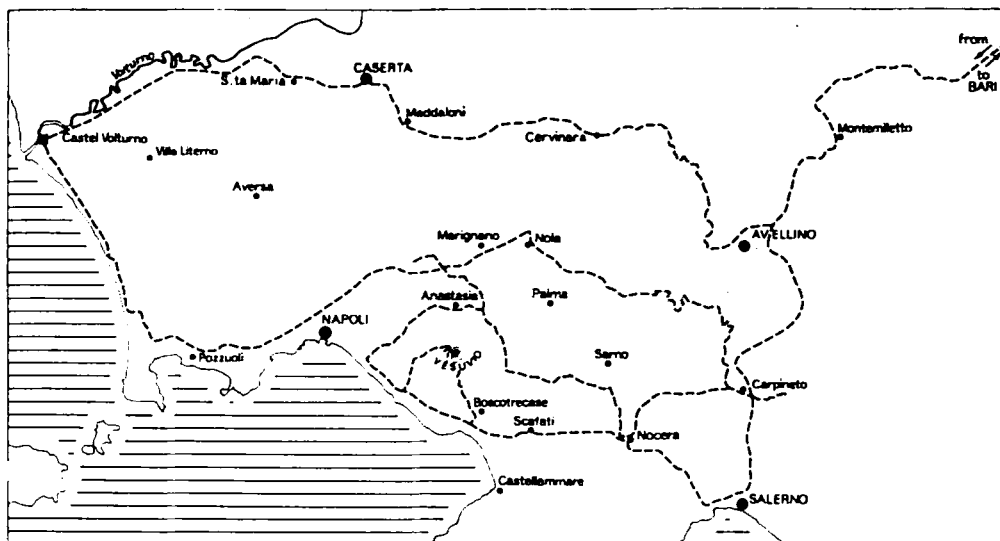 from
to
BARI
Volturno
CASERTA
S.ta Maria
Maddaloni
Cervinara
Montemiletto
Castel Volturno
Villa Literno
Aversa
Marignano
Nola
AVELLINO
Anastasia
Palma
NAPOLI
Pozzuoli
VESUVO
Sarno
Carpineto
Boscotrecase
Scafati
Nocera
Castellammare
SALERNO